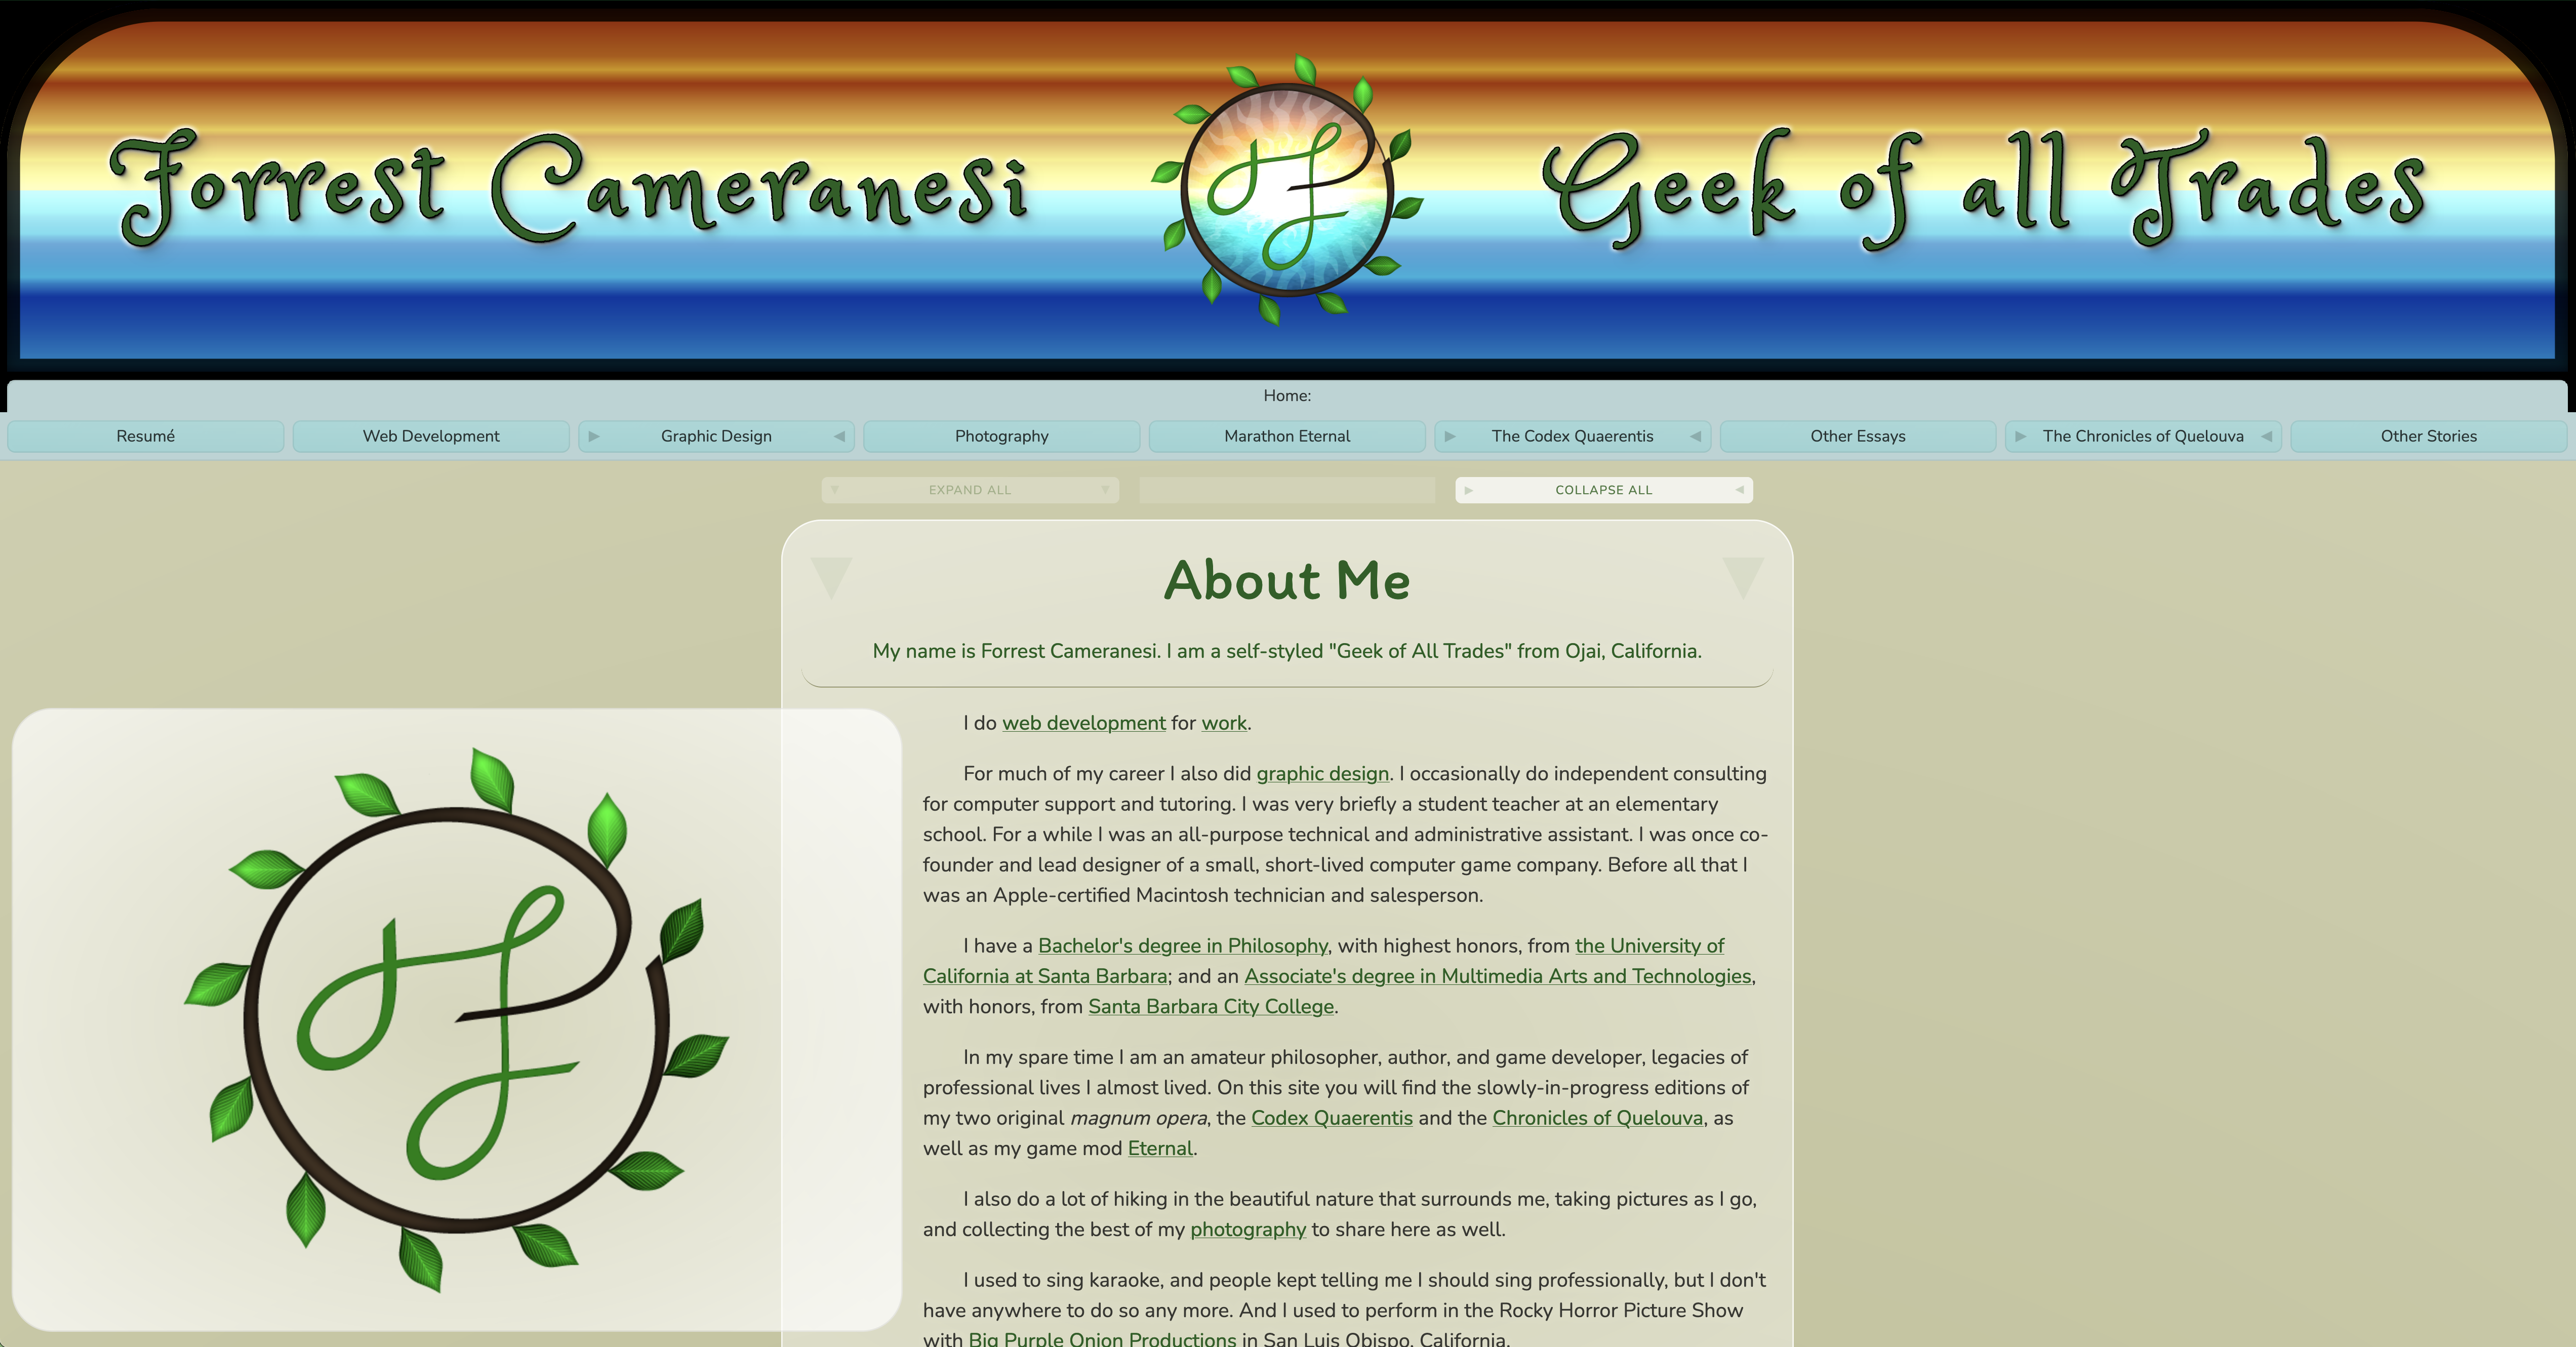 Forrest Cameranesi
Geek of all Trades
Home:
Resumé
Web Development
Graphic Design
Photography
Marathon Eternal
The Codex Quaerentis
Other Essays
The Chronicles of Quelouva
Other Stories
EXPAND ALL
COLLAPSE ALL
About Me
My name is Forrest Cameranesi. I am a self-styled "Geek of All Trades" from Ojai, California.
I do web development for work.
For much of my career I also did graphic design. I occasionally do independent consulting
for computer support and tutoring. I was very briefly a student teacher at an elementary
school. For a while I was an all-purpose technical and administrative assistant. I was once co-
founder and lead designer of a small, short-lived computer game company. Before all that I
was an Apple-certified Macintosh technician and salesperson.
I have a Bachelor's degree in Philosophy, with highest honors, from the University of
California at Santa Barbara; and an Associate's degree in Multimedia Arts and Technologies,
with honors, from Santa Barbara City College.
In my spare time I am an amateur philosopher, author, and game developer, legacies of
professional lives I almost lived. On this site you will find the slowly-in-progress editions of
my two original magnum opera, the Codex Quaerentis and the Chronicles of Quelouva, as
well as my game mod Eternal.
I also do a lot of hiking in the beautiful nature that surrounds me, taking pictures as I go,
and collecting the best of my photography to share here as well.
I used to sing karaoke, and people kept telling me I should sing professionally, but I don't
have anywhere to do so any more. And I used to perform in the Rocky Horror Picture Show
with Big Purple Onion Productions in San Luis Obispo, California.